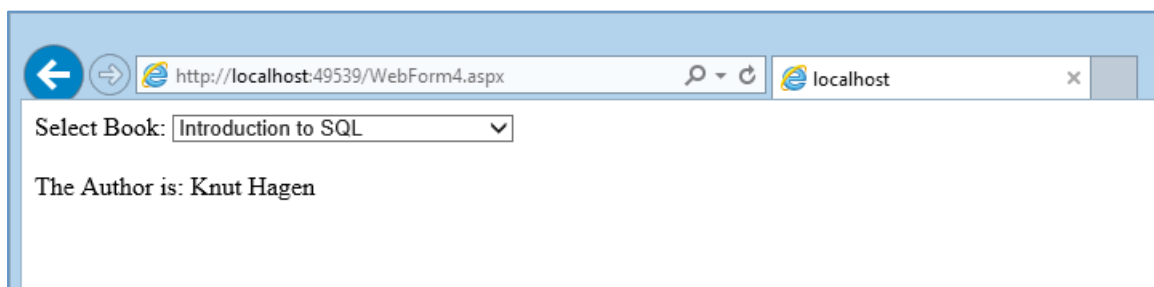 http://localhost:49539/WebForm4.aspx
localhost
Select Book: Introduction to SQL
The Author is: Knut Hagen